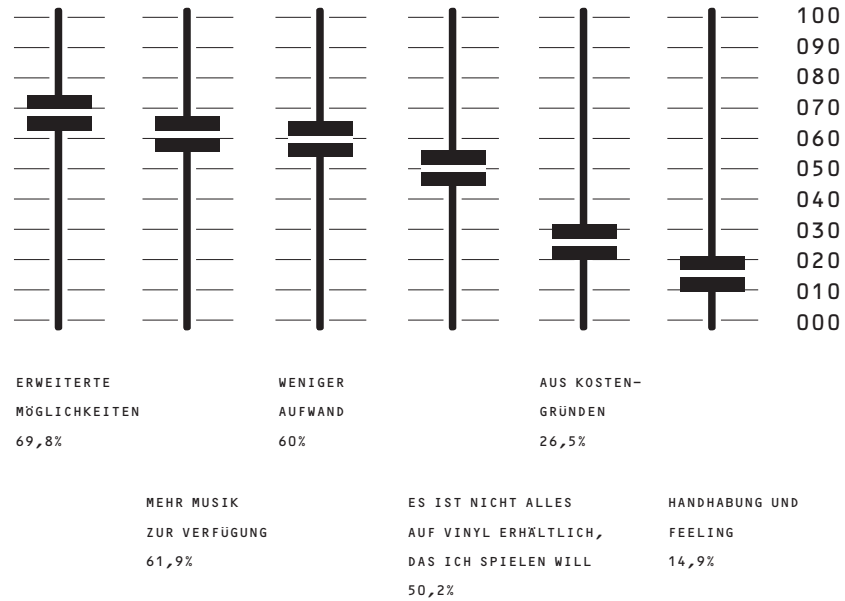 100
090
080
070
060
050
040
030
020
010
000
ERWEITERTE
MÖGLICHKEITEN
69,8%
MEHR MUSIK
ZUR VERFÜGUNG
61,9%
WENIGER
AUFWAND
60%
ES IST NICHT ALLES
AUF VINYL ERHÄLTLICH,
DAS ICH SPIELEN WILL
50,2%
AUS KOSTEN-
GRÜNDEN
26,5%
HANDHABUNG UND
FEELING
14,9%